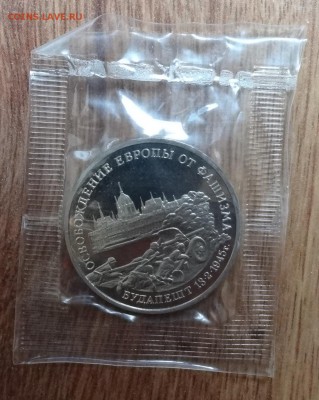 COINS.LAVE.RU
ОСВОБОЖДЕНИЕ ЕВРОПЫ ОТ ФАШИЗМА
БУДАПЕШТ 13·2·1945 г.